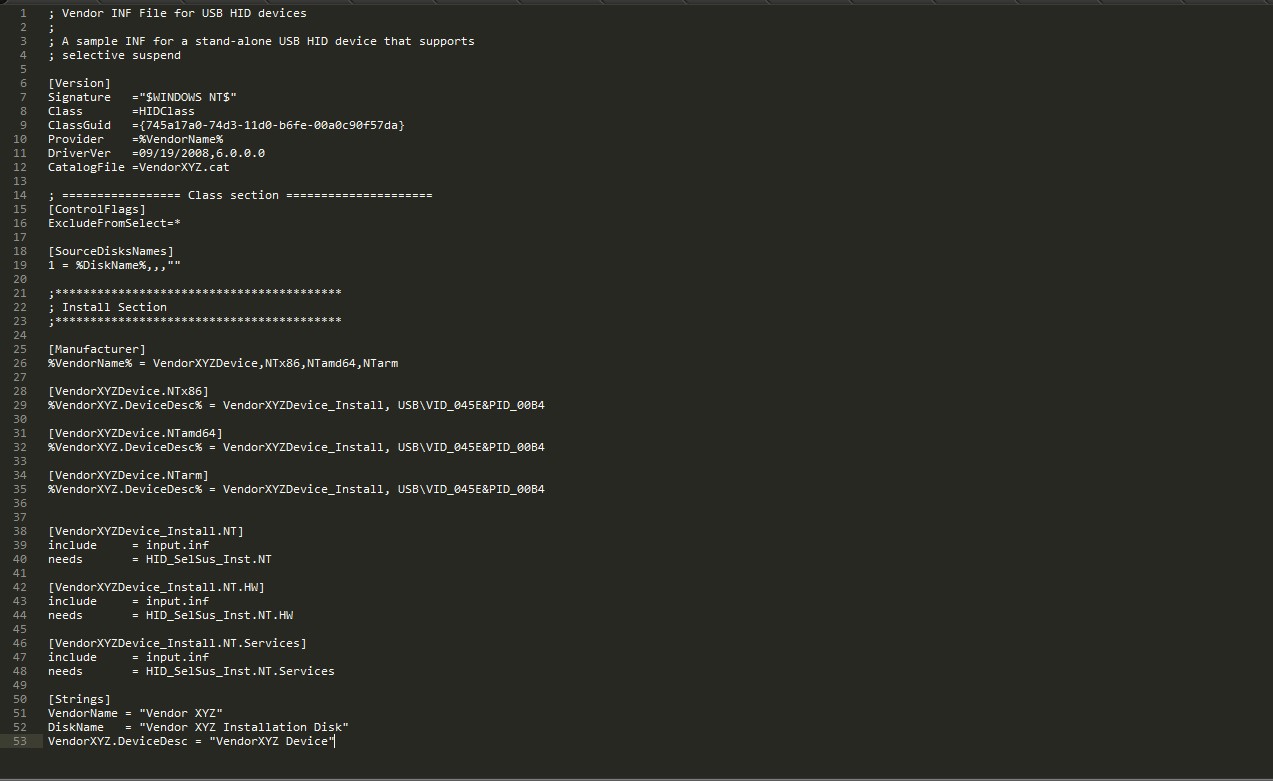 1 ; Vendor INF File for USB HID devices
2 ;
3 ; A sample INF for a stand-alone USB HID device that supports
4 ; selective suspend
5
6 [Version]
7 Signature   ="$WINDOWS NT$"
8 Class       =HIDClass
9 ClassGuid   ={745a17a0-74d3-11d0-b6fe-00a0c90f57da}
10 Provider    =%VendorName%
11 DriverVer   =09/19/2008,6.0.0.0
12 CatalogFile =VendorXYZ.cat
13
14 ; ================= Class section =====================
15 [ControlFlags]
16 ExcludeFromSelect=*
17
18 [SourceDisksNames]
19 1 = %DiskName%,,,""
20
21 ;*****************************************
22 ; Install Section
23 ;*****************************************
24
25 [Manufacturer]
26 %VendorName% = VendorXYZDevice,NTx86,NTamd64,NTarm
27
28 [VendorXYZDevice.NTx86]
29 %VendorXYZ.DeviceDesc% = VendorXYZDevice_Install, USB\VID_045E&PID_00B4
30
31 [VendorXYZDevice.NTamd64]
32 %VendorXYZ.DeviceDesc% = VendorXYZDevice_Install, USB\VID_045E&PID_00B4
33
34 [VendorXYZDevice.NTarm]
35 %VendorXYZ.DeviceDesc% = VendorXYZDevice_Install, USB\VID_045E&PID_00B4
36
37
38 [VendorXYZDevice_Install.NT]
39 include     = input.inf
40 needs       = HID_SelSus_Inst.NT
41
42 [VendorXYZDevice_Install.NT.HW]
43 include     = input.inf
44 needs       = HID_SelSus_Inst.NT.HW
45
46 [VendorXYZDevice_Install.NT.Services]
47 include     = input.inf
48 needs       = HID_SelSus_Inst.NT.Services
49
50 [Strings]
51 VendorName = "Vendor XYZ"
52 DiskName   = "Vendor XYZ Installation Disk"
53 VendorXYZ.DeviceDesc = "VendorXYZ Device"